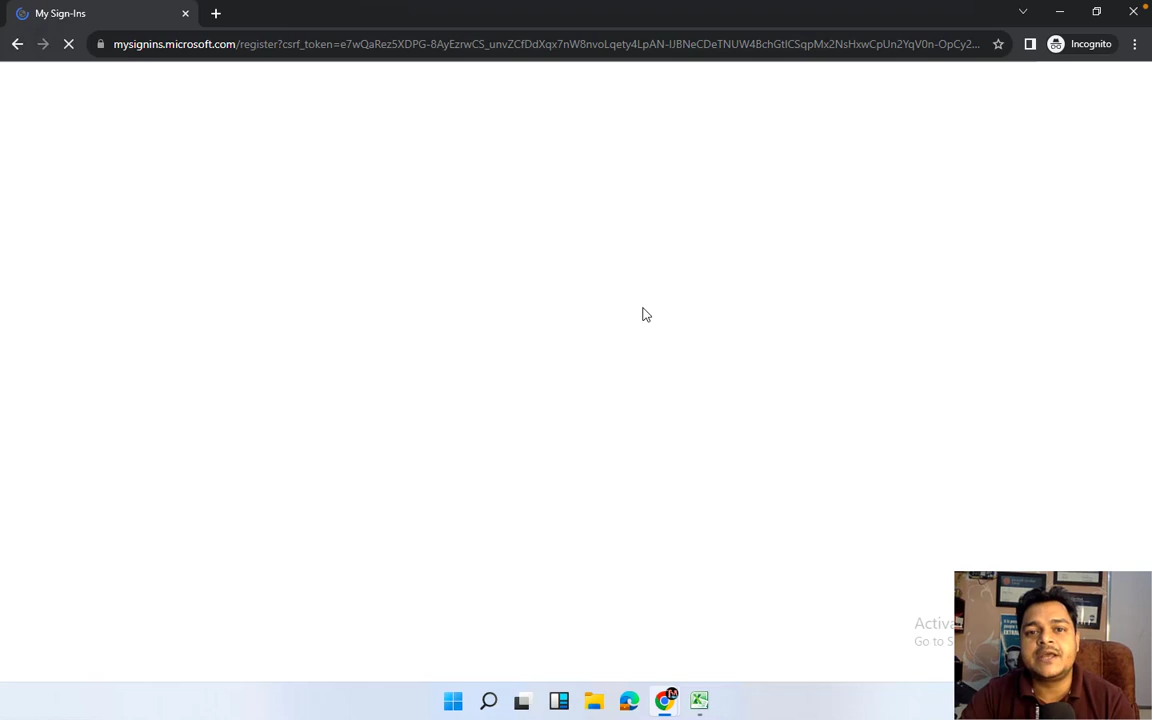 My Sign-Ins
mysignins.microsoft.com/register?csrf_token=e7wQaRez5XDPG-8AyEzrwCS_unvZCfDdXqx7nW8nvoLqety4LpAN-IJBNeCDeTNUW4BchGtICSqpMx2NsHxwCpUn2YqV0n-OpCy2...
Incognito
Activa
Go to S